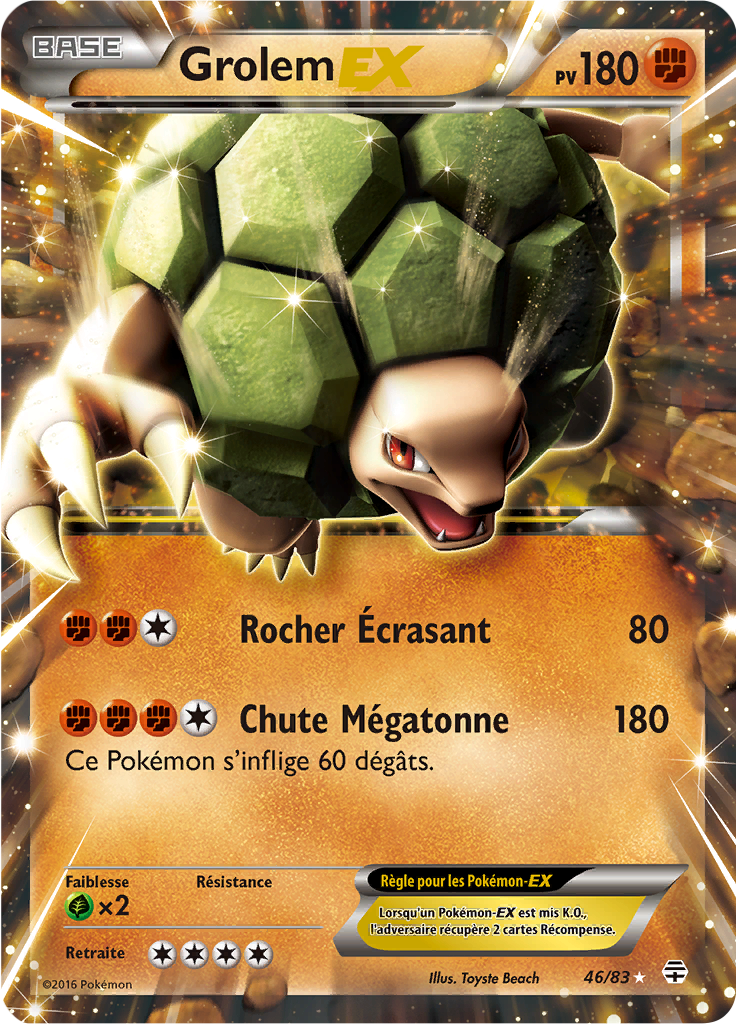 BASE
GrolemEX
PV180
Rocher Écrasant 80
Chute Mégatonne 180
Ce Pokémon s'inflige 60 dégâts.
Faiblesse Résistance
×2
Retraite
Règle pour les Pokémon-EX
Lorsqu'un Pokémon-EX est mis K.O.,
l'adversaire récupère 2 cartes Récompense.
©2016 Pokémon
Illus. Toyste Beach
46/83